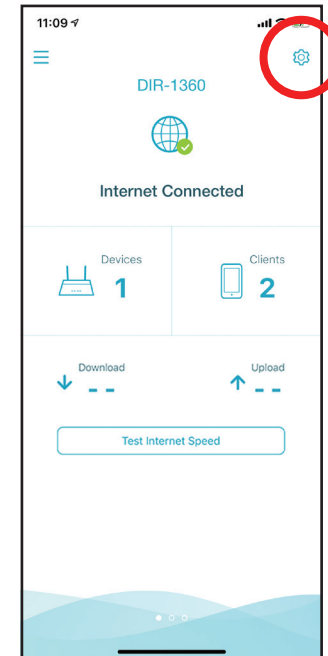 11:09
DIR-1360
Internet Connected
Devices
1
Clients
2
Download
- -
Upload
- -
Test Internet Speed